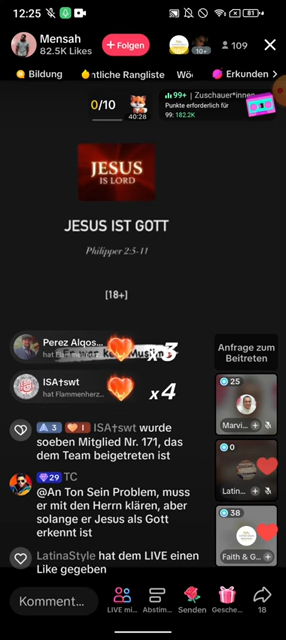 12:25
81
Mensah
82.5K Likes
+ Folgen
10+
109
Bildung
ntliche Rangliste
Wö
Erkunden >
0/10
40:28
99+ | Zuschauer*innen
Punkte erforderlich für
99: 182.2K
JESUS
IS LORD
JESUS IST GOTT
Philipper 2:5-11
[18+]
Perez Alqos...
x3
ISA†swt
hat Flammenherz...
x4
Anfrage zum
Beitreten
25
Marvi...
0
Latin...
38
Faith & G...
3 1 ISA†swt wurde
soeben Mitglied Nr. 171, das
dem Team beigetreten ist
29 TC
@An Ton Sein Problem, muss
er mit den Herrn klären, aber
solange er Jesus als Gott
erkennt ist
LatinaStyle hat dem LIVE einen
Like gegeben
Komment...
LIVE mi...
Abstim...
Senden
Gesche...
18